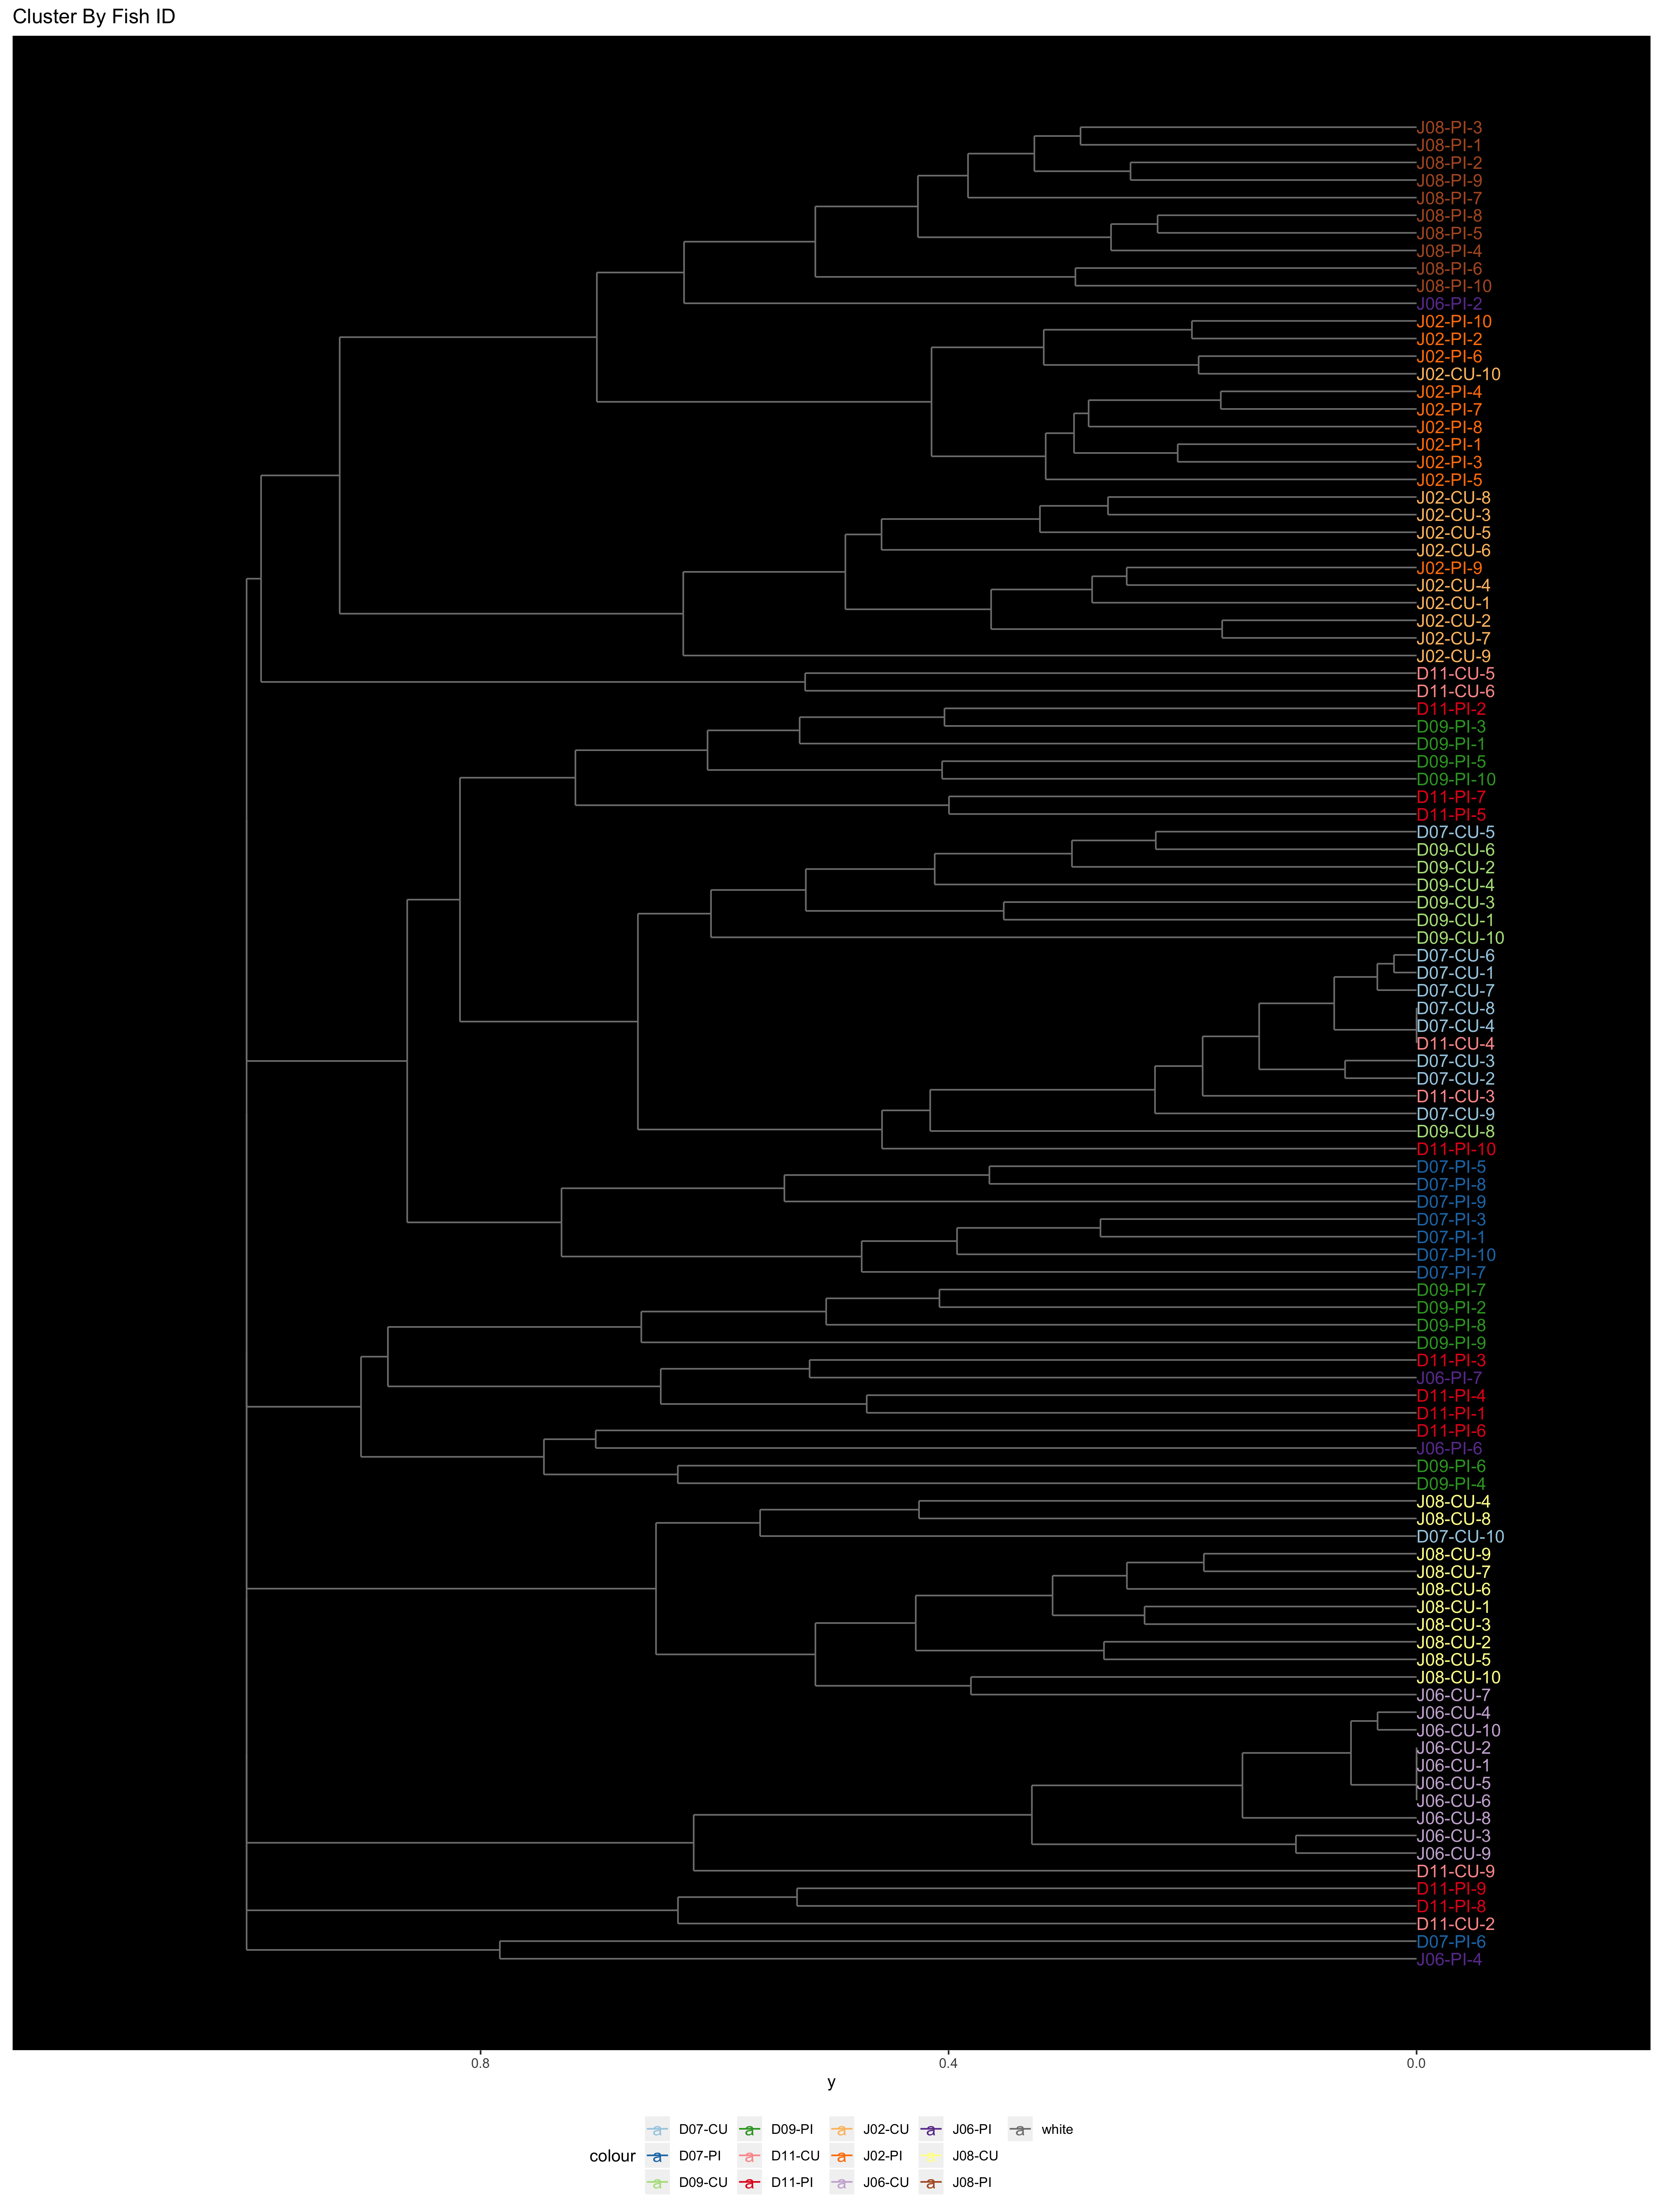 Cluster By Fish ID
J08-PI-3
J08-PI-1
J08-PI-2
J08-PI-9
J08-PI-7
J08-PI-8
J08-PI-5
J08-PI-4
J08-PI-6
J08-PI-10
J06-PI-2
J02-PI-10
J02-PI-2
J02-PI-6
J02-CU-10
J02-PI-4
J02-PI-7
J02-PI-8
J02-PI-1
J02-PI-3
J02-PI-5
J02-CU-8
J02-CU-3
J02-CU-5
J02-CU-6
J02-PI-9
J02-CU-4
J02-CU-1
J02-CU-2
J02-CU-7
J02-CU-9
D11-CU-5
D11-CU-6
D11-PI-2
D09-PI-3
D09-PI-1
D09-PI-5
D09-PI-10
D11-PI-7
D11-PI-5
D07-CU-5
D09-CU-6
D09-CU-2
D09-CU-4
D09-CU-3
D09-CU-1
D09-CU-10
D07-CU-6
D07-CU-1
D07-CU-7
D07-CU-8
D07-CU-4
D11-CU-4
D07-CU-3
D07-CU-2
D11-CU-3
D07-CU-9
D09-CU-8
D11-PI-10
D07-PI-5
D07-PI-8
D07-PI-9
D07-PI-3
D07-PI-1
D07-PI-10
D07-PI-7
D09-PI-7
D09-PI-2
D09-PI-8
D09-PI-9
D11-PI-3
J06-PI-7
D11-PI-4
D11-PI-1
D11-PI-6
J06-PI-6
D09-PI-6
D09-PI-4
J08-CU-4
J08-CU-8
D07-CU-10
J08-CU-9
J08-CU-7
J08-CU-6
J08-CU-1
J08-CU-3
J08-CU-2
J08-CU-5
J08-CU-10
J06-CU-7
J06-CU-4
J06-CU-10
J06-CU-2
J06-CU-1
J06-CU-5
J06-CU-6
J06-CU-8
J06-CU-3
J06-CU-9
D11-CU-9
D11-PI-9
D11-PI-8
D11-CU-2
D07-PI-6
J06-PI-4
0.8 0.4 0.0
y
a D07-CU a D09-PI a J02-CU a J06-PI a white
colour a D07-PI a D11-CU a J02-PI a J08-CU
a D09-CU a D11-PI a J06-CU a J08-PI